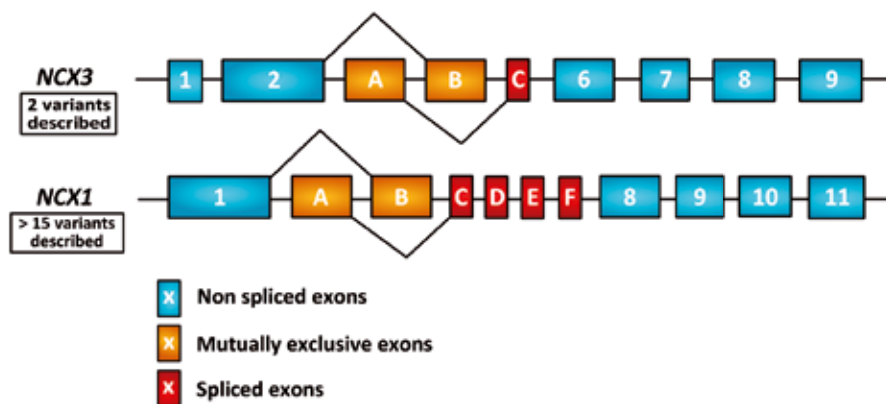 NCX3
2 variants
described
1 2 A B C 6 7 8 9
NCX1
> 15 variants
described
1 A B C D E F 8 9 10 11
x Non spliced exons
x Mutually exclusive exons
x Spliced exons